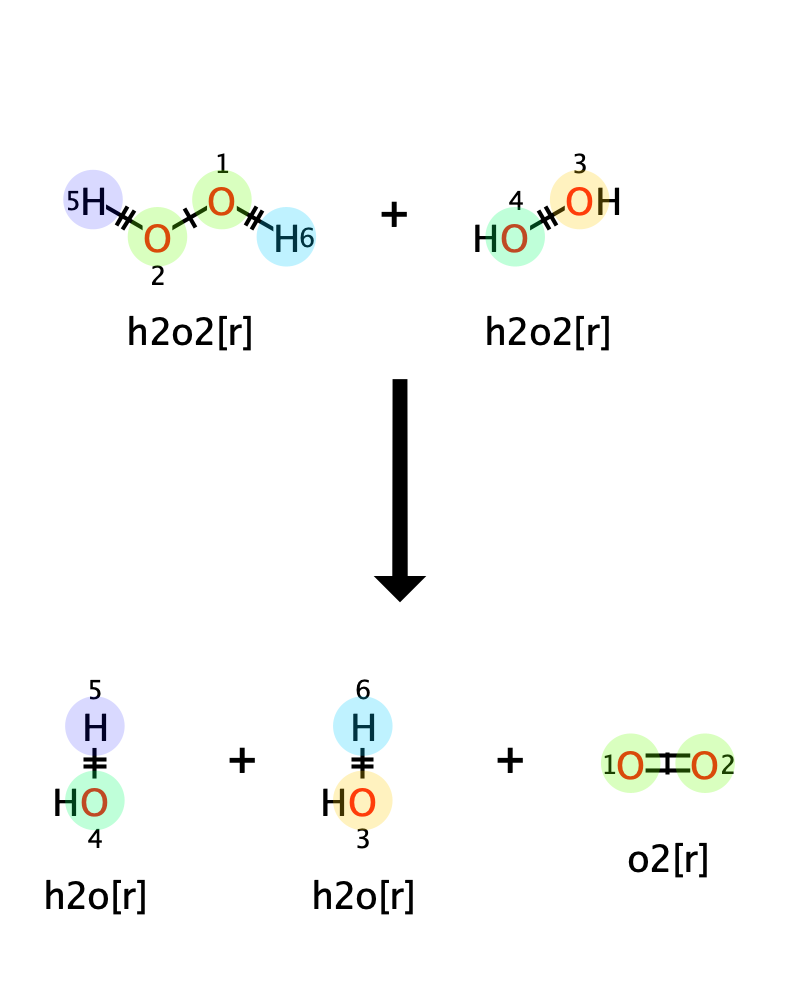 1 3
5H O 4 OH
+
O H6 HO
2
h2o2[r] h2o2[r]
5 6
H H
+ + 1O O2
HO HO
4 3
o2[r]
h2o[r] h2o[r]